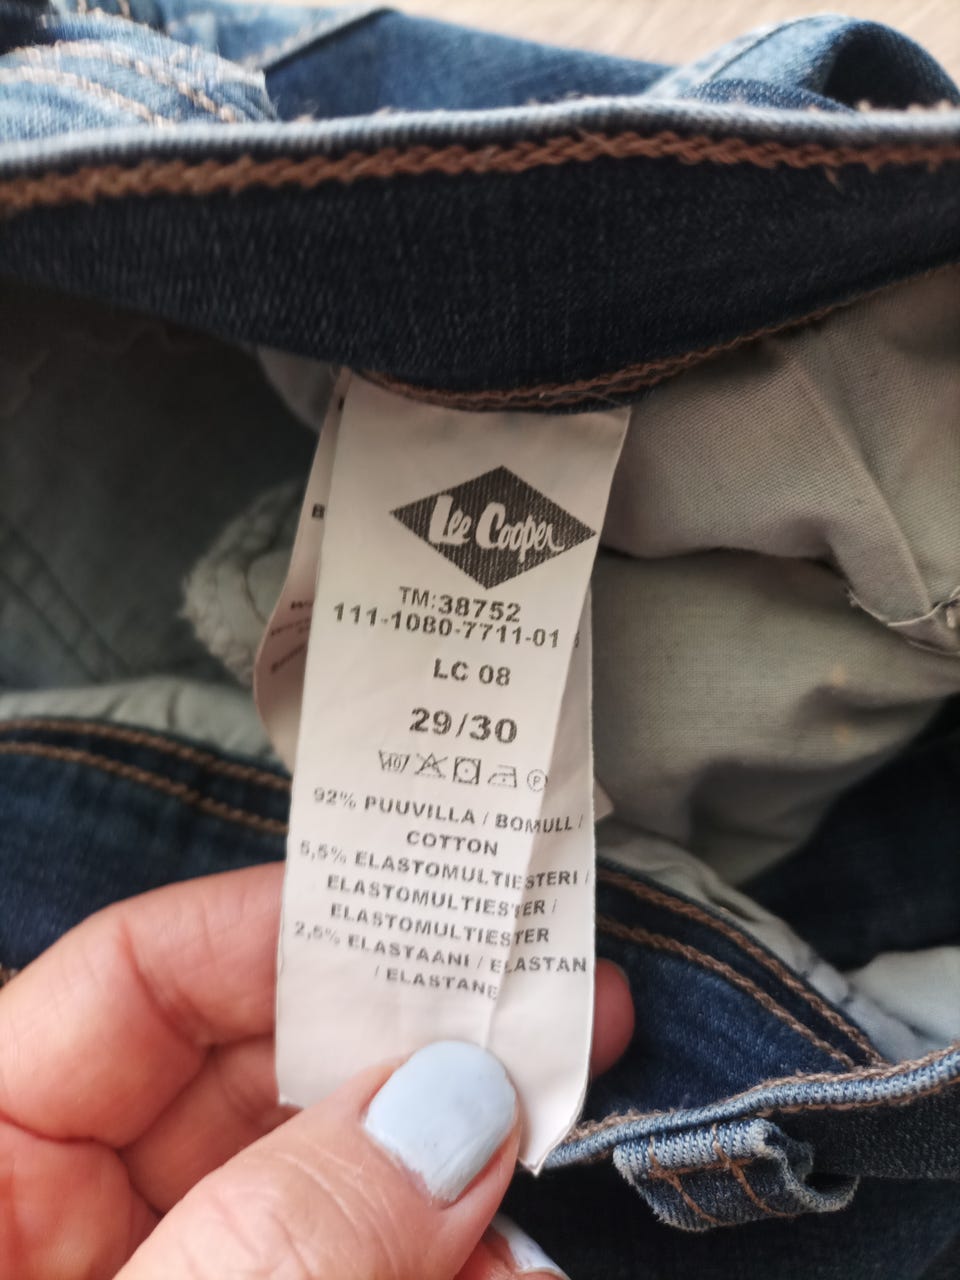 Lee Cooper
TM:38752
111-1080-7711-01
LC 08
29/30
40
P
92% PUUVILLA / BOMULL /
COTTON
5,5% ELASTOMULTIESTERI /
ELASTOMULTIESTER /
ELASTOMULTIESTER
2,5% ELASTAANI / ELASTAN
/ ELASTANE